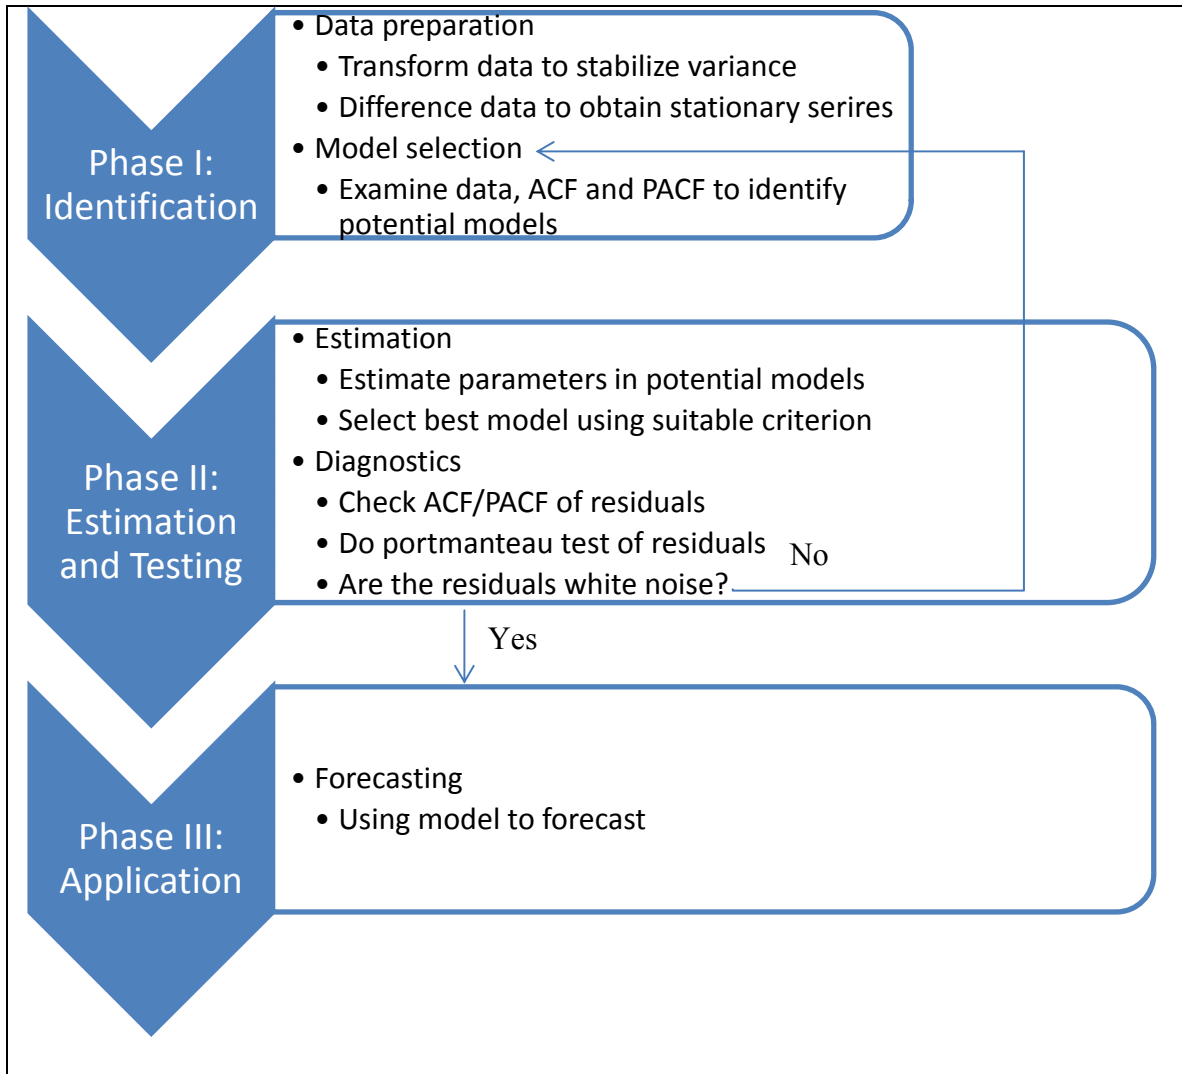 Phase I:
Identification
• Data preparation
• Transform data to stabilize variance
• Difference data to obtain stationary serires
• Model selection
• Examine data, ACF and PACF to identify
potential models
Phase II:
Estimation
and Testing
• Estimation
• Estimate parameters in potential models
• Select best model using suitable criterion
• Diagnostics
• Check ACF/PACF of residuals
• Do portmanteau test of residuals
No
• Are the residuals white noise?
Yes
Phase III:
Application
• Forecasting
• Using model to forecast